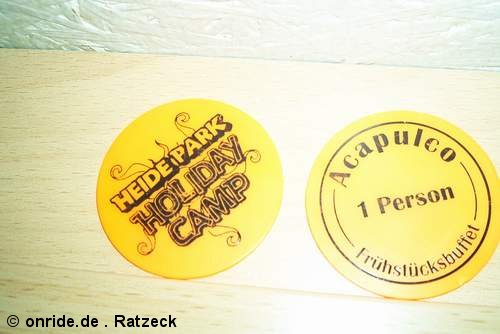 HEIDE PARK
HOLIDAY
CAMP
Acapulco
1 Person
Frühstücksbuffet
© onride.de . Ratzeck